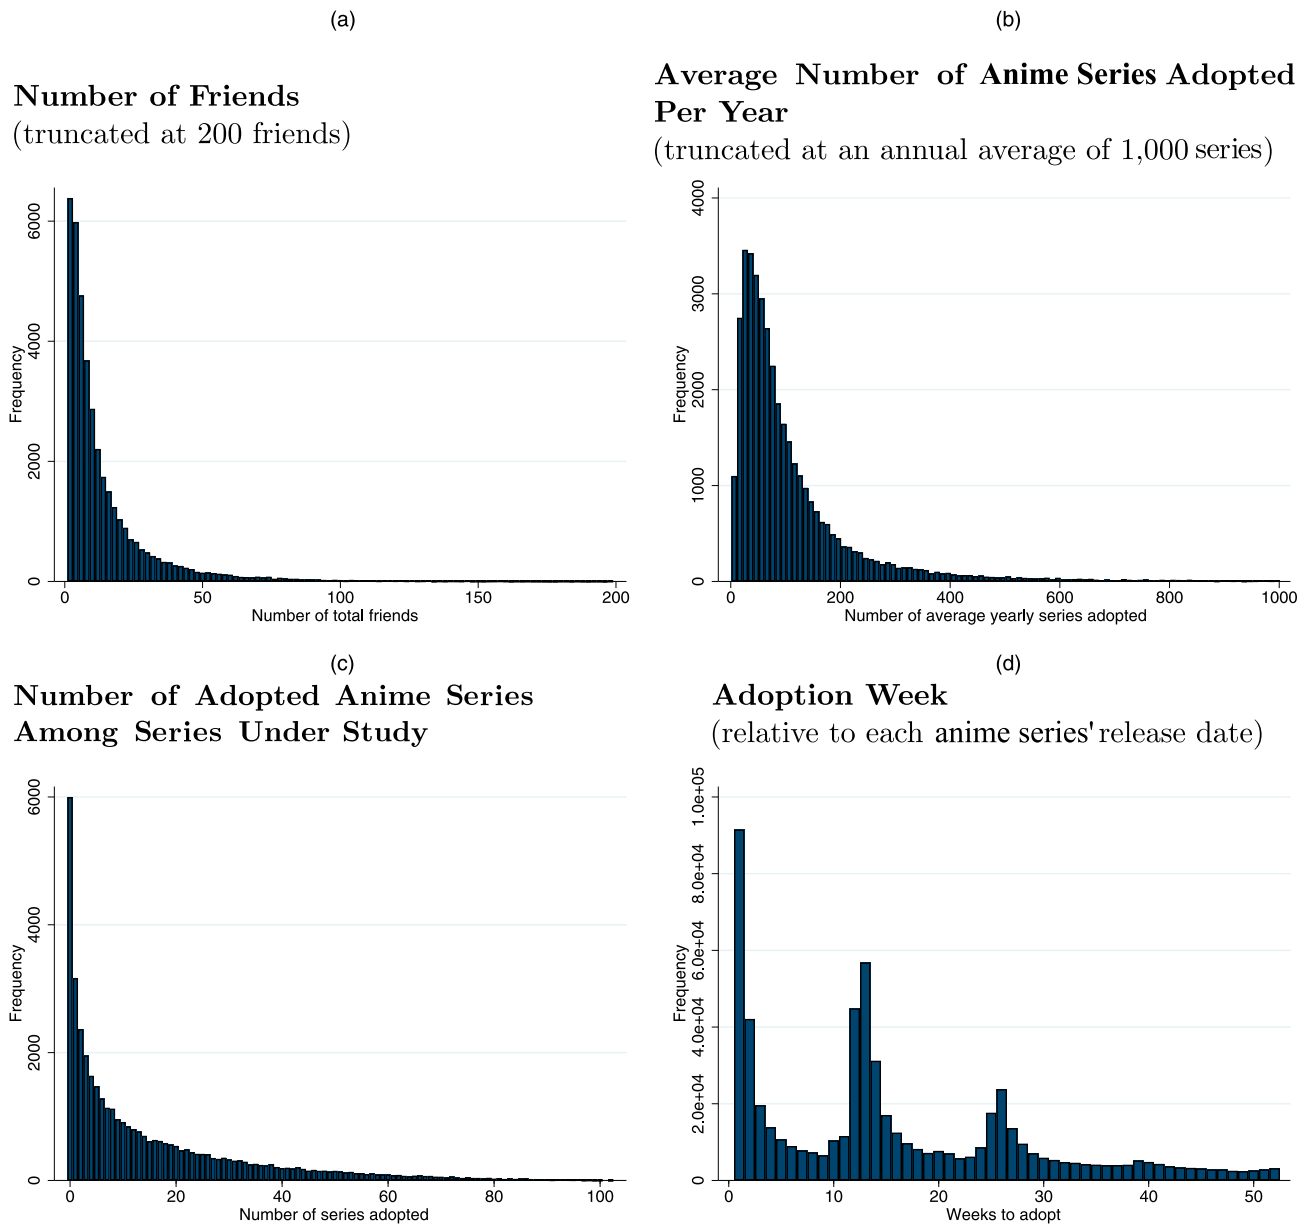 (a)
Number of Friends
(truncated at 200 friends)
Frequency
6000
4000
2000
0
0 50 100 150 200
Number of total friends
(b)
Average Number of Anime Series Adopted
Per Year
(truncated at an annual average of 1,000 series)
Frequency
4000
3000
2000
1000
0
0 200 400 600 800 1000
Number of average yearly series adopted
(c)
Number of Adopted Anime Series
Among Series Under Study
Frequency
6000
4000
2000
0
0 20 40 60 80 100
Number of series adopted
(d)
Adoption Week
(relative to each anime series' release date)
Frequency
1.0e+05
8.0e+04
6.0e+04
4.0e+04
2.0e+04
0
0 10 20 30 40 50
Weeks to adopt